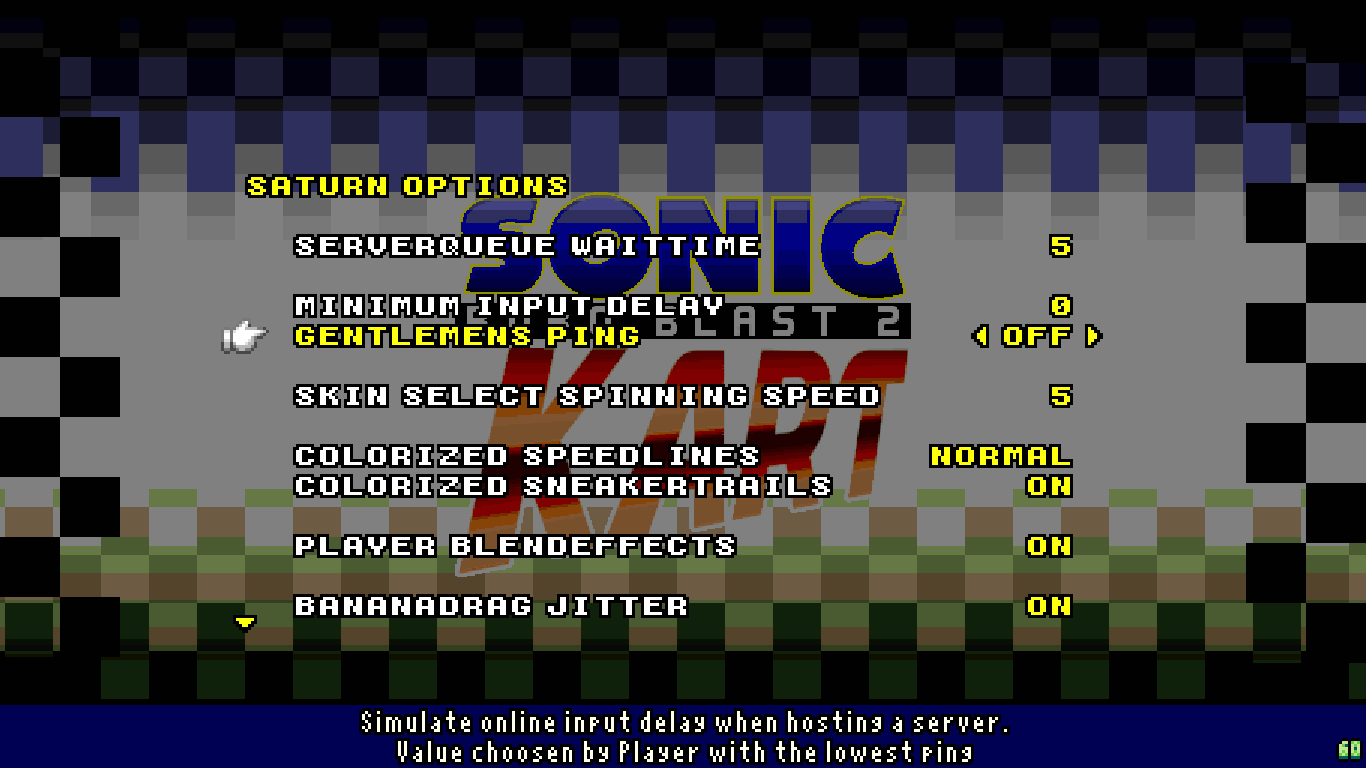 SATURN OPTIONS
SONIC
SERVERQUEUE WAITTIME 5
MINIMUM INPUT DELAY 0
BLAST 2
GENTLEMENS PING OFF
KART
SKIN SELECT SPINNING SPEED 5
COLORIZED SPEEDLINES NORMAL
COLORIZED SNEAKERTRAILS ON
PLAYER BLENDEFFECTS ON
BANANADRAG JITTER ON
Simulate online input delay when hosting a server.
Value choosen by Player with the lowest ping
60